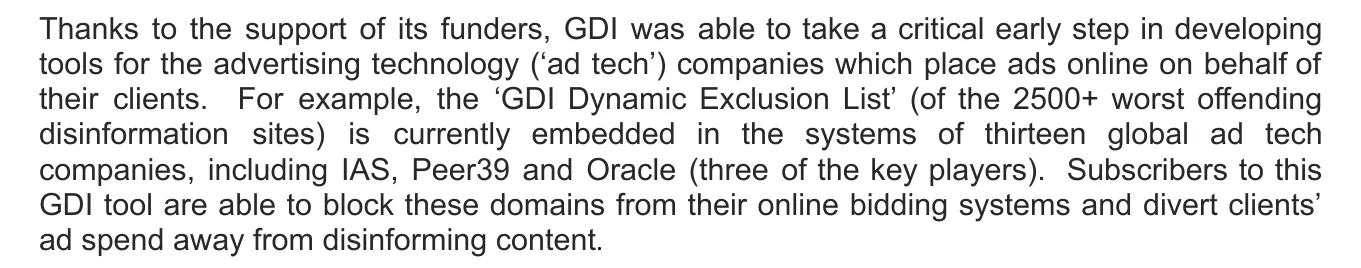 Thanks to the support of its funders, GDI was able to take a critical early step in developing
tools for the advertising technology (‘ad tech’) companies which place ads online on behalf of
their clients.  For example, the ‘GDI Dynamic Exclusion List’ (of the 2500+ worst offending
disinformation sites) is currently embedded in the systems of thirteen global ad tech
companies, including IAS, Peer39 and Oracle (three of the key players).  Subscribers to this
GDI tool are able to block these domains from their online bidding systems and divert clients’
ad spend away from disinforming content.